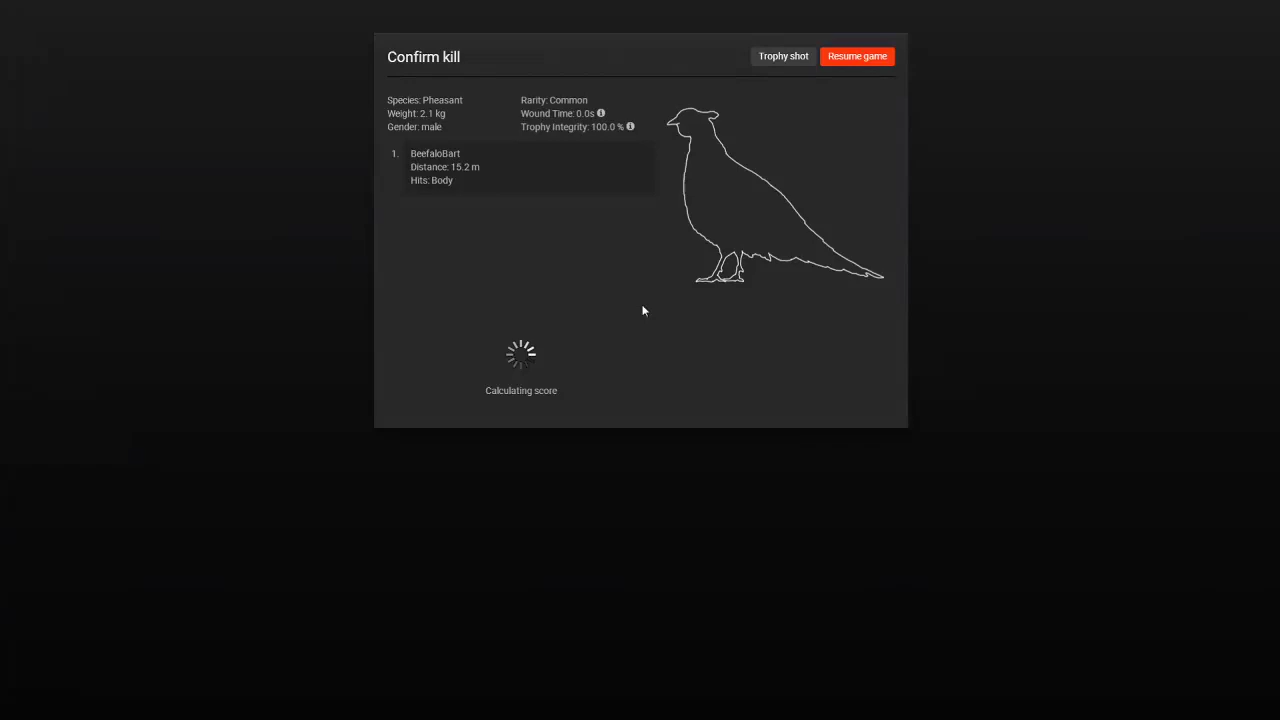 Confirm kill
Trophy shot
Resume game
Species: Pheasant
Weight: 2.1 kg
Gender: male
Rarity: Common
Wound Time: 0.0s
Trophy Integrity: 100.0 %
1. BeefaloBart
Distance: 15.2 m
Hits: Body
Calculating score